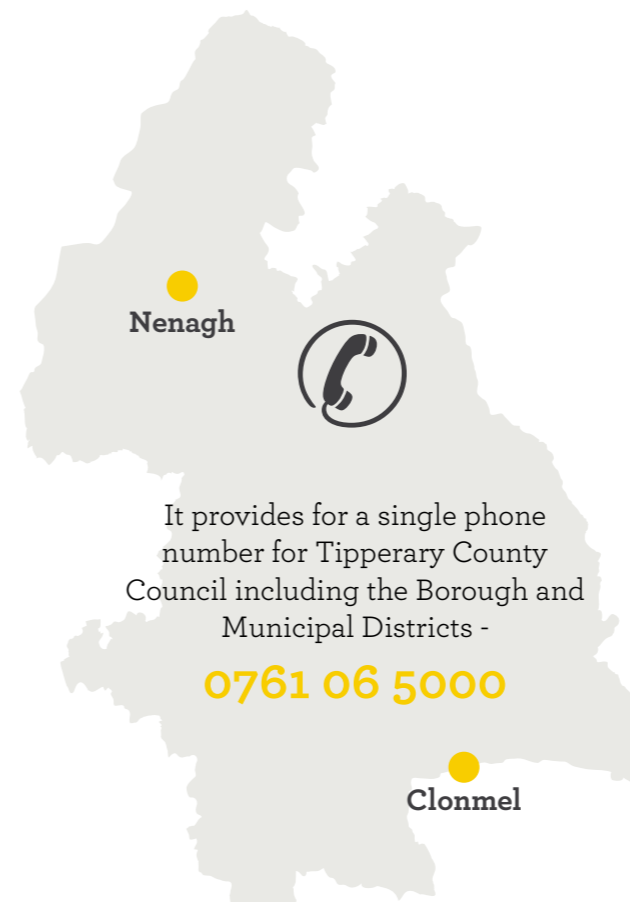 Nenagh
It provides for a single phone
number for Tipperary County
Council including the Borough and
Municipal Districts -
0761 06 5000
Clonmel